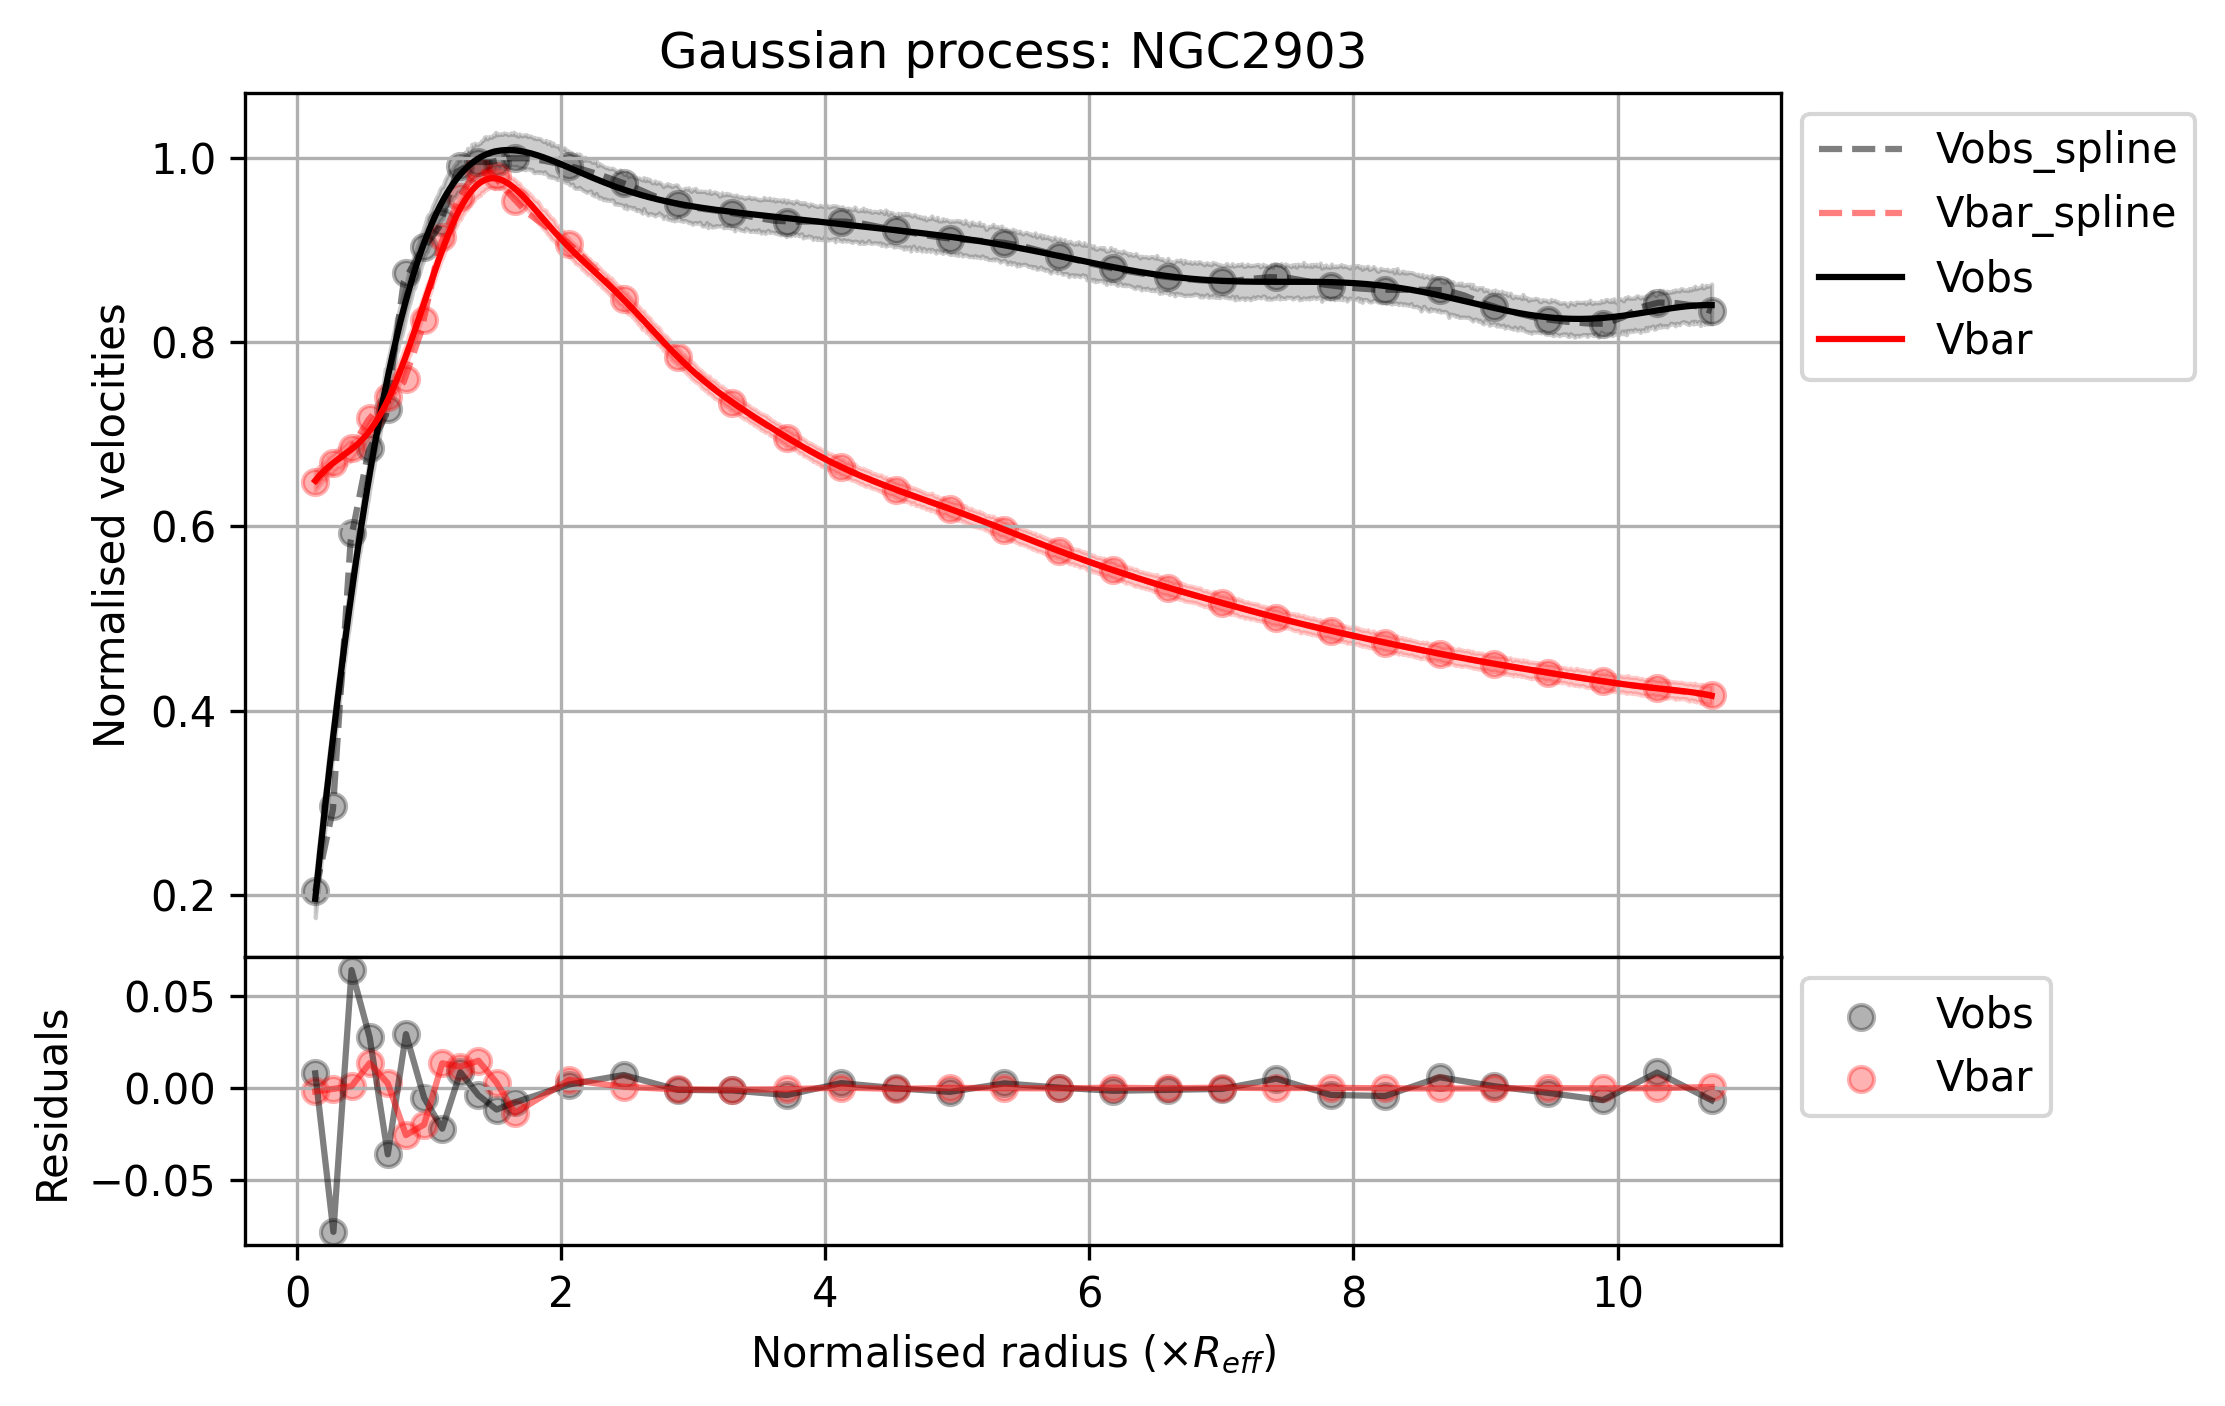 Gaussian process: NGC2903
Normalised velocities
1.0
0.8
0.6
0.4
0.2
Vobs_spline
Vbar_spline
Vobs
Vbar
Residuals
0.05
0.00
−0.05
Vobs
Vbar
0 2 4 6 8 10
Normalised radius (×R_eff)